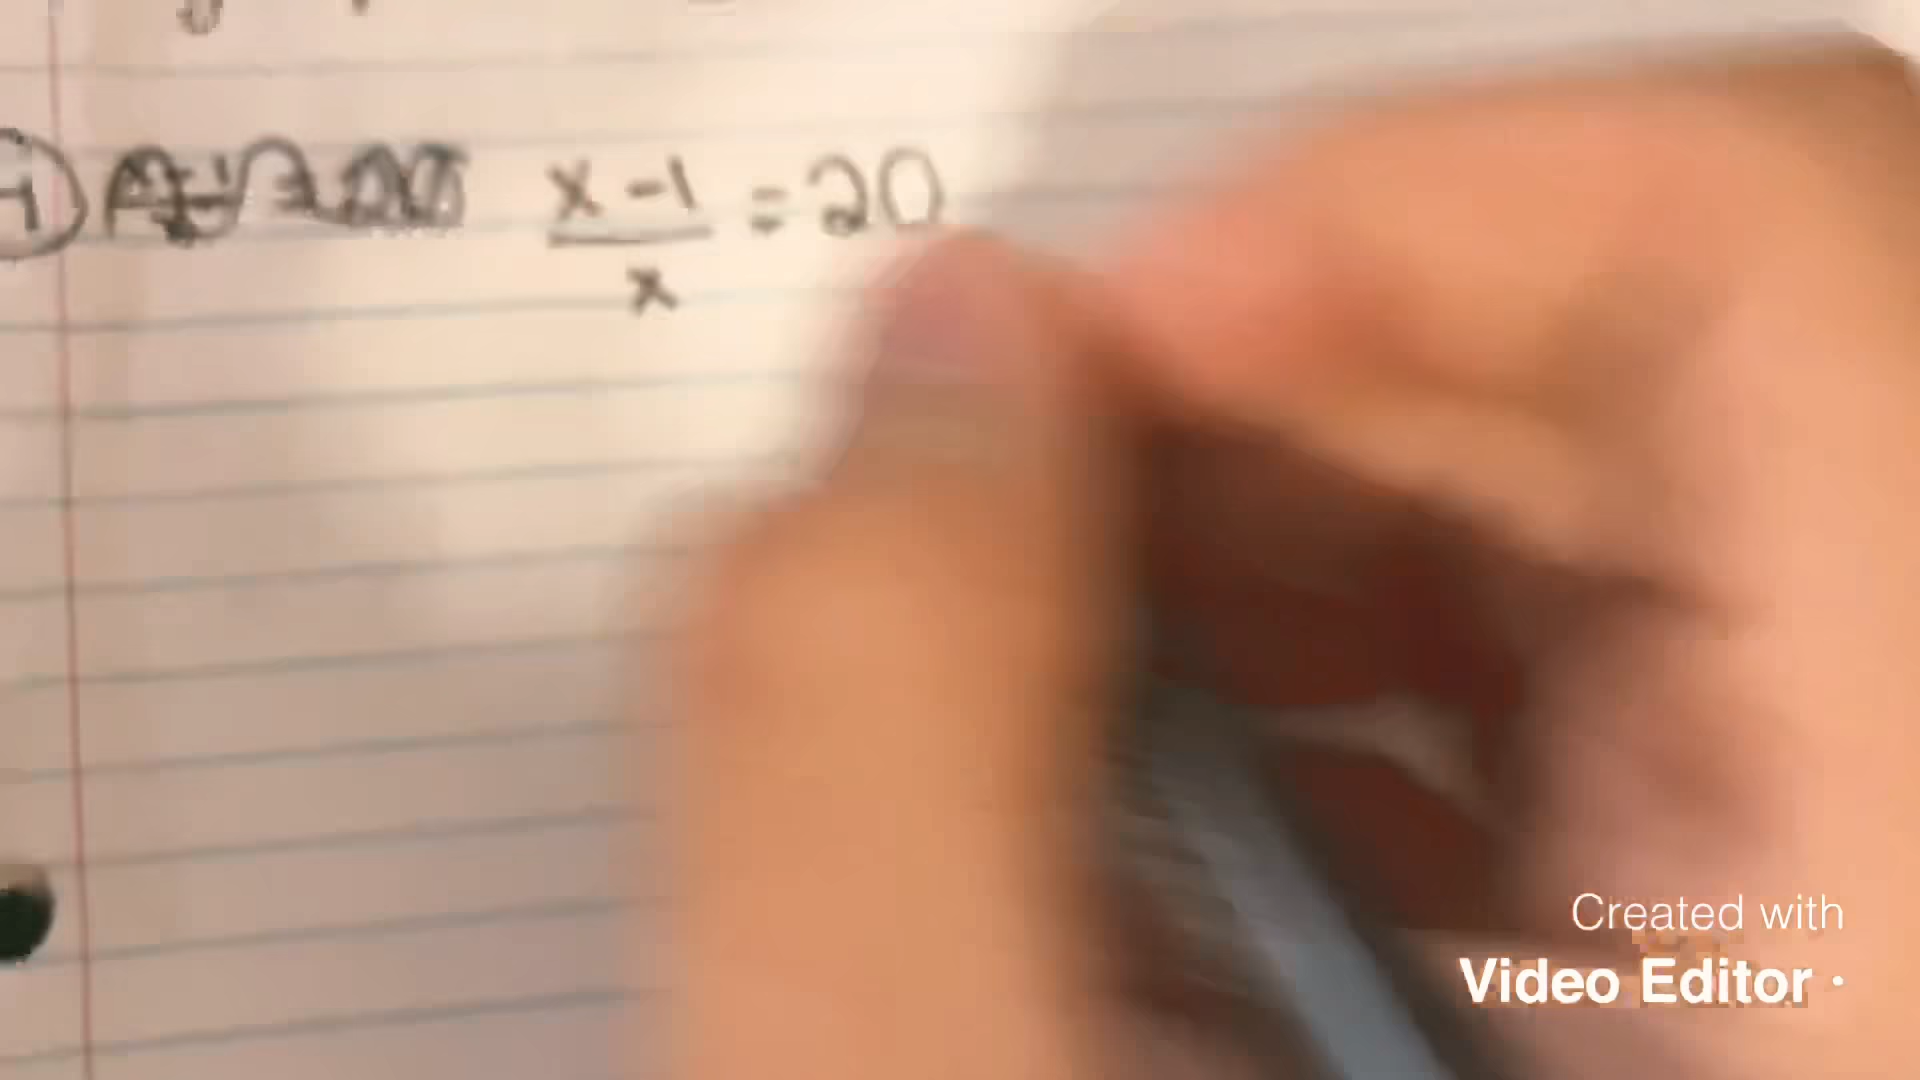 x - 1 = 20
x
Created with
Video Editor ·